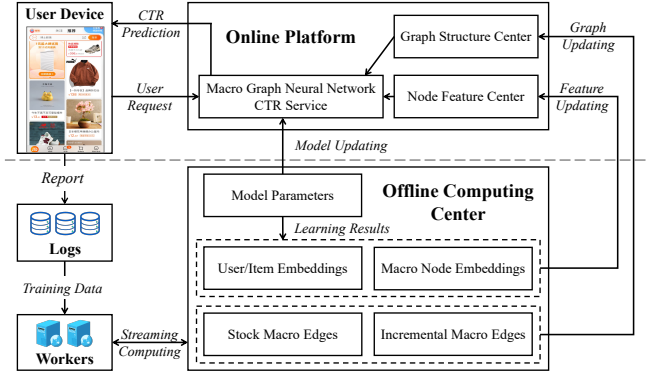 User Device
CTR
Prediction
User
Request
Online Platform
Macro Graph Neural Network
CTR Service
Graph Structure Center
Node Feature Center
Graph
Updating
Feature
Updating
Model Updating
Report
Logs
Training Data
Workers
Streaming
Computing
Model Parameters
Offline Computing
Center
Learning Results
User/Item Embeddings
Macro Node Embeddings
Stock Macro Edges
Incremental Macro Edges